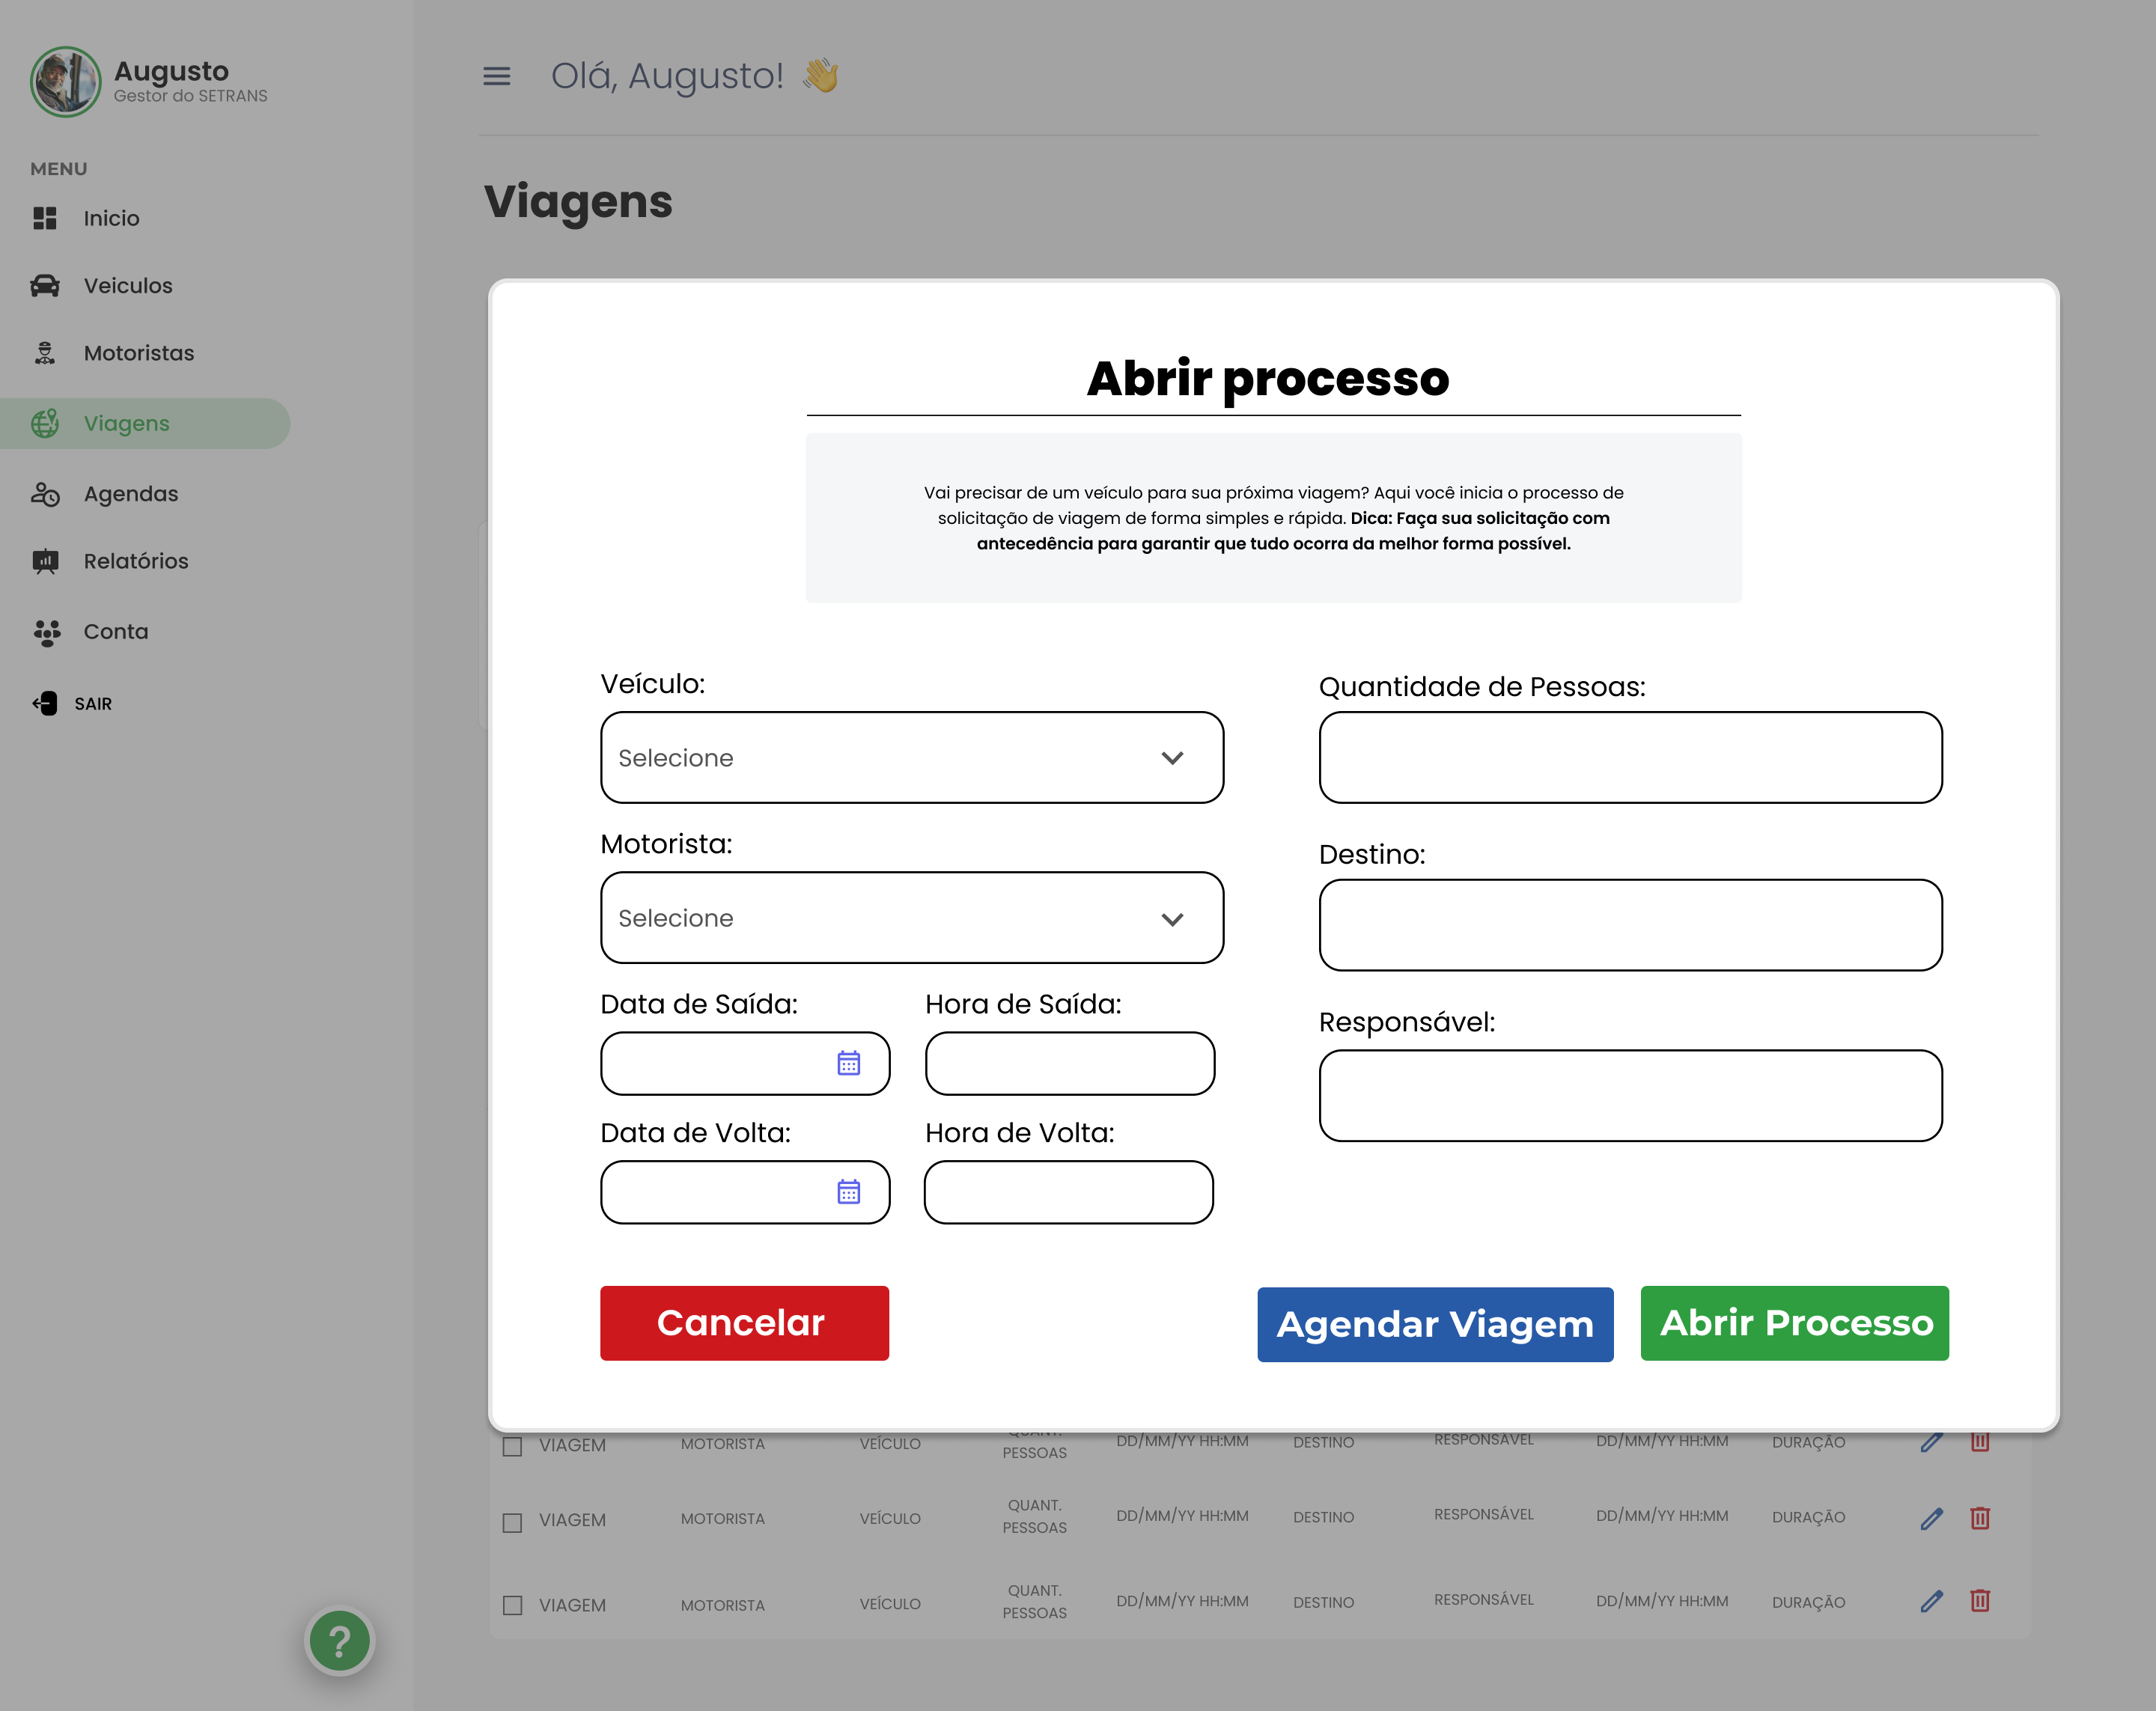 Augusto
Gestor do SETRANS
MENU
Inicio
Veiculos
Motoristas
Viagens
Agendas
Relatórios
Conta
SAIR
Olá, Augusto! 👋
Viagens
Abrir processo
Vai precisar de um veículo para sua próxima viagem? Aqui você inicia o processo de
solicitação de viagem de forma simples e rápida. Dica: Faça sua solicitação com
antecedência para garantir que tudo ocorra da melhor forma possível.
Veículo:
Selecione
Motorista:
Selecione
Data de Saída: Hora de Saída:
Data de Volta: Hora de Volta:
Quantidade de Pessoas:
Destino:
Responsável:
Cancelar Agendar Viagem Abrir Processo
VIAGEM MOTORISTA VEÍCULO QUANT. PESSOAS DD/MM/YY HH:MM DESTINO RESPONSÁVEL DD/MM/YY HH:MM DURAÇÃO
VIAGEM MOTORISTA VEÍCULO QUANT. PESSOAS DD/MM/YY HH:MM DESTINO RESPONSÁVEL DD/MM/YY HH:MM DURAÇÃO
VIAGEM MOTORISTA VEÍCULO QUANT. PESSOAS DD/MM/YY HH:MM DESTINO RESPONSÁVEL DD/MM/YY HH:MM DURAÇÃO
?